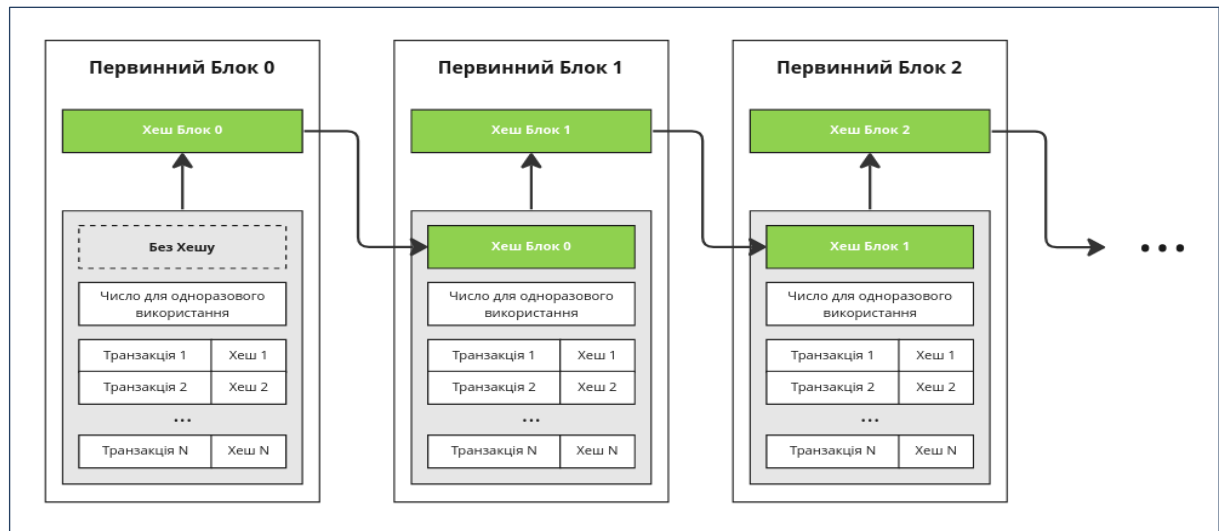 Первинний Блок 0
Хеш Блок 0
Без Хешу
Число для одноразового
використання
Транзакція 1 Хеш 1
Транзакція 2 Хеш 2
...
Транзакція N Хеш N
Первинний Блок 1
Хеш Блок 1
Хеш Блок 0
Число для одноразового
використання
Транзакція 1 Хеш 1
Транзакція 2 Хеш 2
...
Транзакція N Хеш N
Первинний Блок 2
Хеш Блок 2
Хеш Блок 1
Число для одноразового
використання
Транзакція 1 Хеш 1
Транзакція 2 Хеш 2
...
Транзакція N Хеш N
...